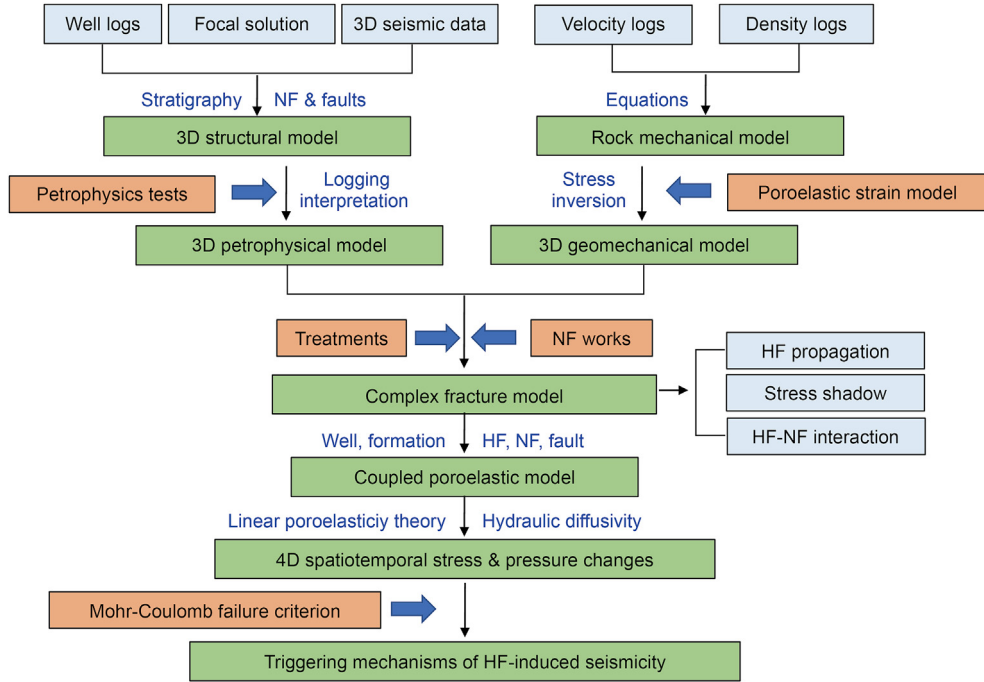 Well logs
Focal solution
3D seismic data
Velocity logs
Density logs
Stratigraphy
NF & faults
Equations
3D structural model
Rock mechanical model
Petrophysics tests
Logging
interpretation
Stress
inversion
Poroelastic strain model
3D petrophysical model
3D geomechanical model
Treatments
NF works
HF propagation
Complex fracture model
Stress shadow
HF-NF interaction
Well, formation
HF, NF, fault
Coupled poroelastic model
Linear poroelasticiy theory
Hydraulic diffusivity
4D spatiotemporal stress & pressure changes
Mohr-Coulomb failure criterion
Triggering mechanisms of HF-induced seismicity